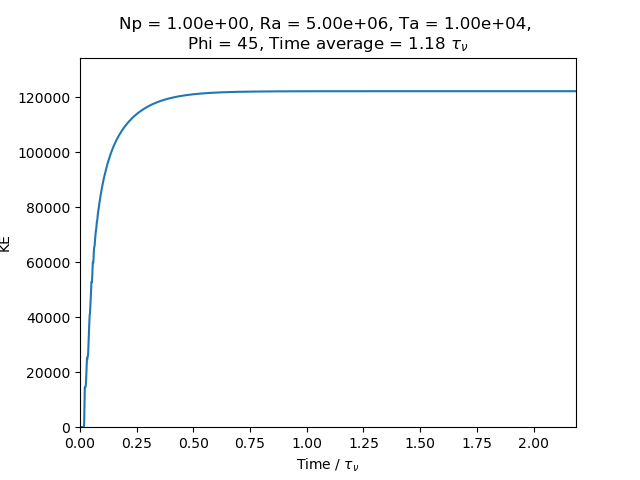 Np = 1.00e+00, Ra = 5.00e+06, Ta = 1.00e+04,
Phi = 45, Time average = 1.18 τν
120000
100000
80000
60000
40000
20000
0
KE
0.00 0.25 0.50 0.75 1.00 1.25 1.50 1.75 2.00
Time / τν